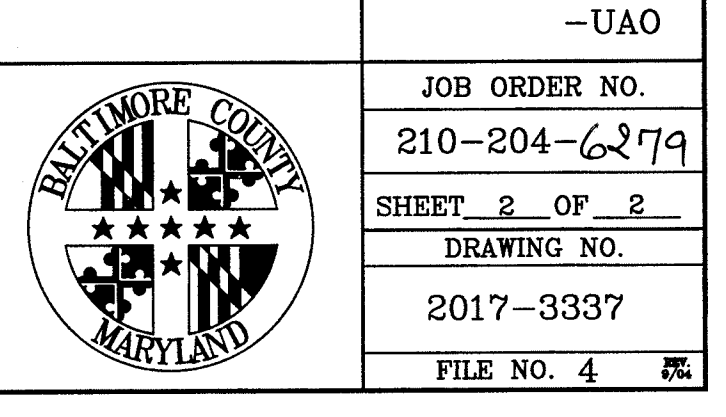 -UAO
BALTIMORE COUNTY
MARYLAND
JOB ORDER NO.
210-204-6279
SHEET 2 OF 2
DRAWING NO.
2017-3337
FILE NO. 4
REV.
9/04